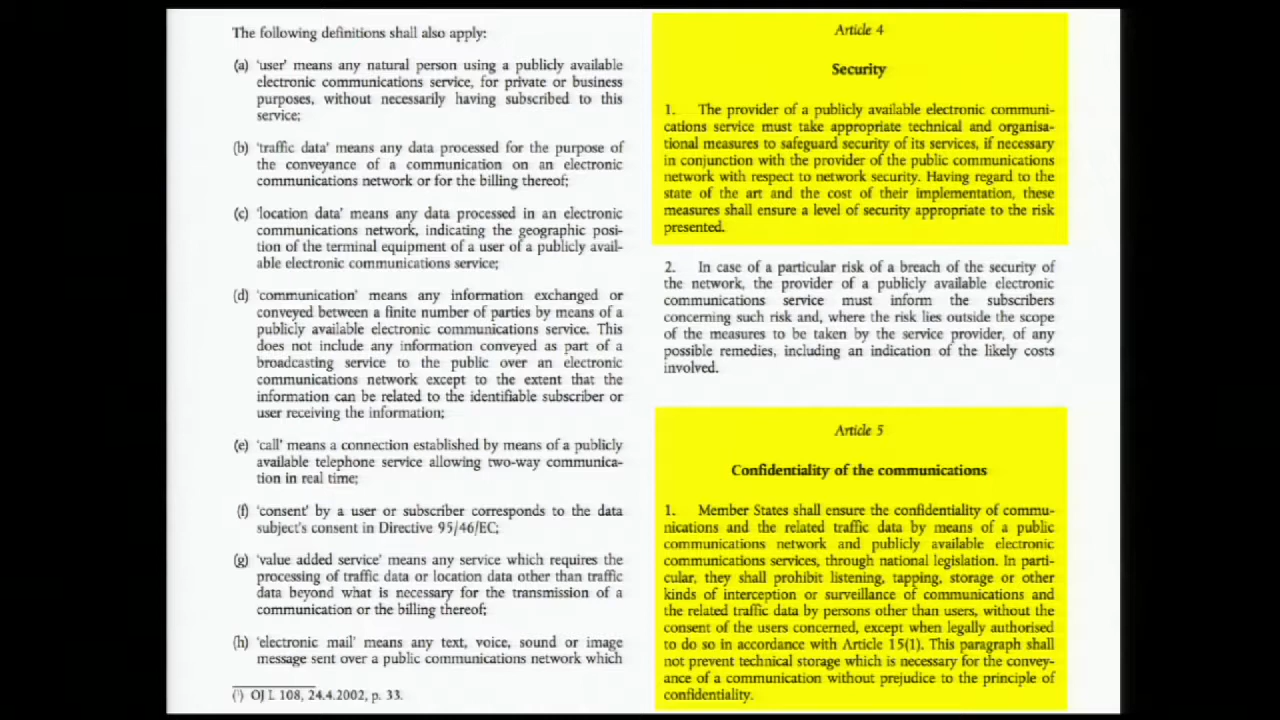 The following definitions shall also apply:
(a) 'user' means any natural person using a publicly available
electronic communications service, for private or business
purposes, without necessarily having subscribed to this
service;
(b) 'traffic data' means any data processed for the purpose of
the conveyance of a communication on an electronic
communications network or for the billing thereof;
(c) 'location data' means any data processed in an electronic
communications network, indicating the geographic posi-
tion of the terminal equipment of a user of a publicly avail-
able electronic communications service;
(d) 'communication' means any information exchanged or
conveyed between a finite number of parties by means of a
publicly available electronic communications service. This
does not include any information conveyed as part of a
broadcasting service to the public over an electronic
communications network except to the extent that the
information can be related to the identifiable subscriber or
user receiving the information;
(e) 'call' means a connection established by means of a publicly
available telephone service allowing two-way communica-
tion in real time;
(f) 'consent' by a user or subscriber corresponds to the data
subject's consent in Directive 95/46/EC;
(g) 'value added service' means any service which requires the
processing of traffic data or location data other than traffic
data beyond what is necessary for the transmission of a
communication or the billing thereof;
(h) 'electronic mail' means any text, voice, sound or image
message sent over a public communications network which
(¹) OJ L 108, 24.4.2002, p. 33.
Article 4
Security
1. The provider of a publicly available electronic communi-
cations service must take appropriate technical and organisa-
tional measures to safeguard security of its services, if necessary
in conjunction with the provider of the public communications
network with respect to network security. Having regard to the
state of the art and the cost of their implementation, these
measures shall ensure a level of security appropriate to the risk
presented.
2. In case of a particular risk of a breach of the security of
the network, the provider of a publicly available electronic
communications service must inform the subscribers
concerning such risk and, where the risk lies outside the scope
of the measures to be taken by the service provider, of any
possible remedies, including an indication of the likely costs
involved.
Article 5
Confidentiality of the communications
1. Member States shall ensure the confidentiality of commu-
nications and the related traffic data by means of a public
communications network and publicly available electronic
communications services, through national legislation. In parti-
cular, they shall prohibit listening, tapping, storage or other
kinds of interception or surveillance of communications and
the related traffic data by persons other than users, without the
consent of the users concerned, except when legally authorised
to do so in accordance with Article 15(1). This paragraph shall
not prevent technical storage which is necessary for the convey-
ance of a communication without prejudice to the principle of
confidentiality.